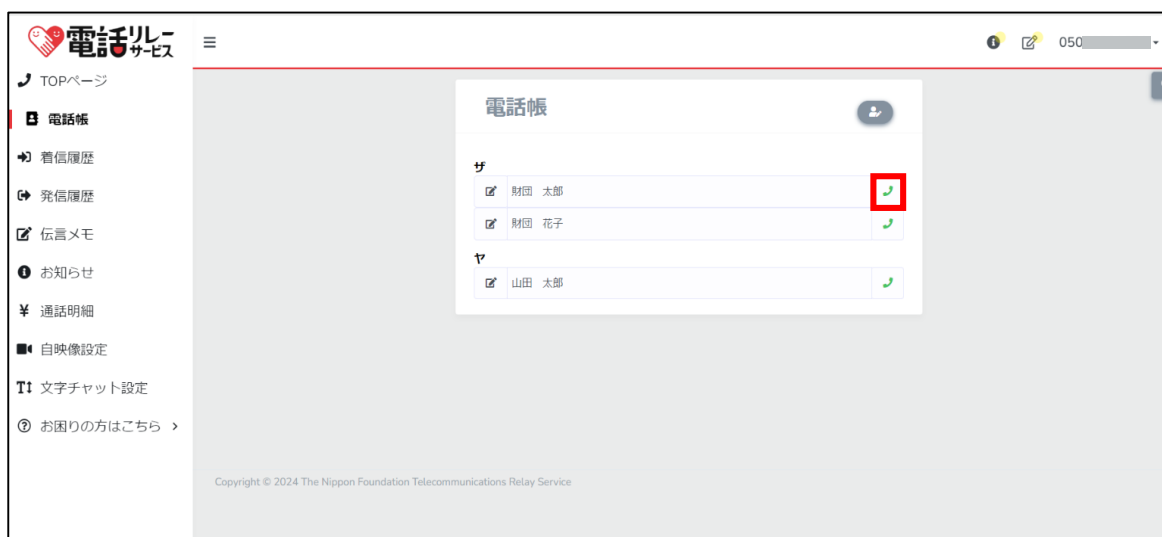 電話リレー
サービス
050
TOPページ
電話帳
着信履歴
発信履歴
伝言メモ
お知らせ
¥ 通話明細
自映像設定
文字チャット設定
お困りの方はこちら
電話帳
ザ
財団 太郎
財団 花子
ヤ
山田 太郎
Copyright © 2024 The Nippon Foundation Telecommunications Relay Service